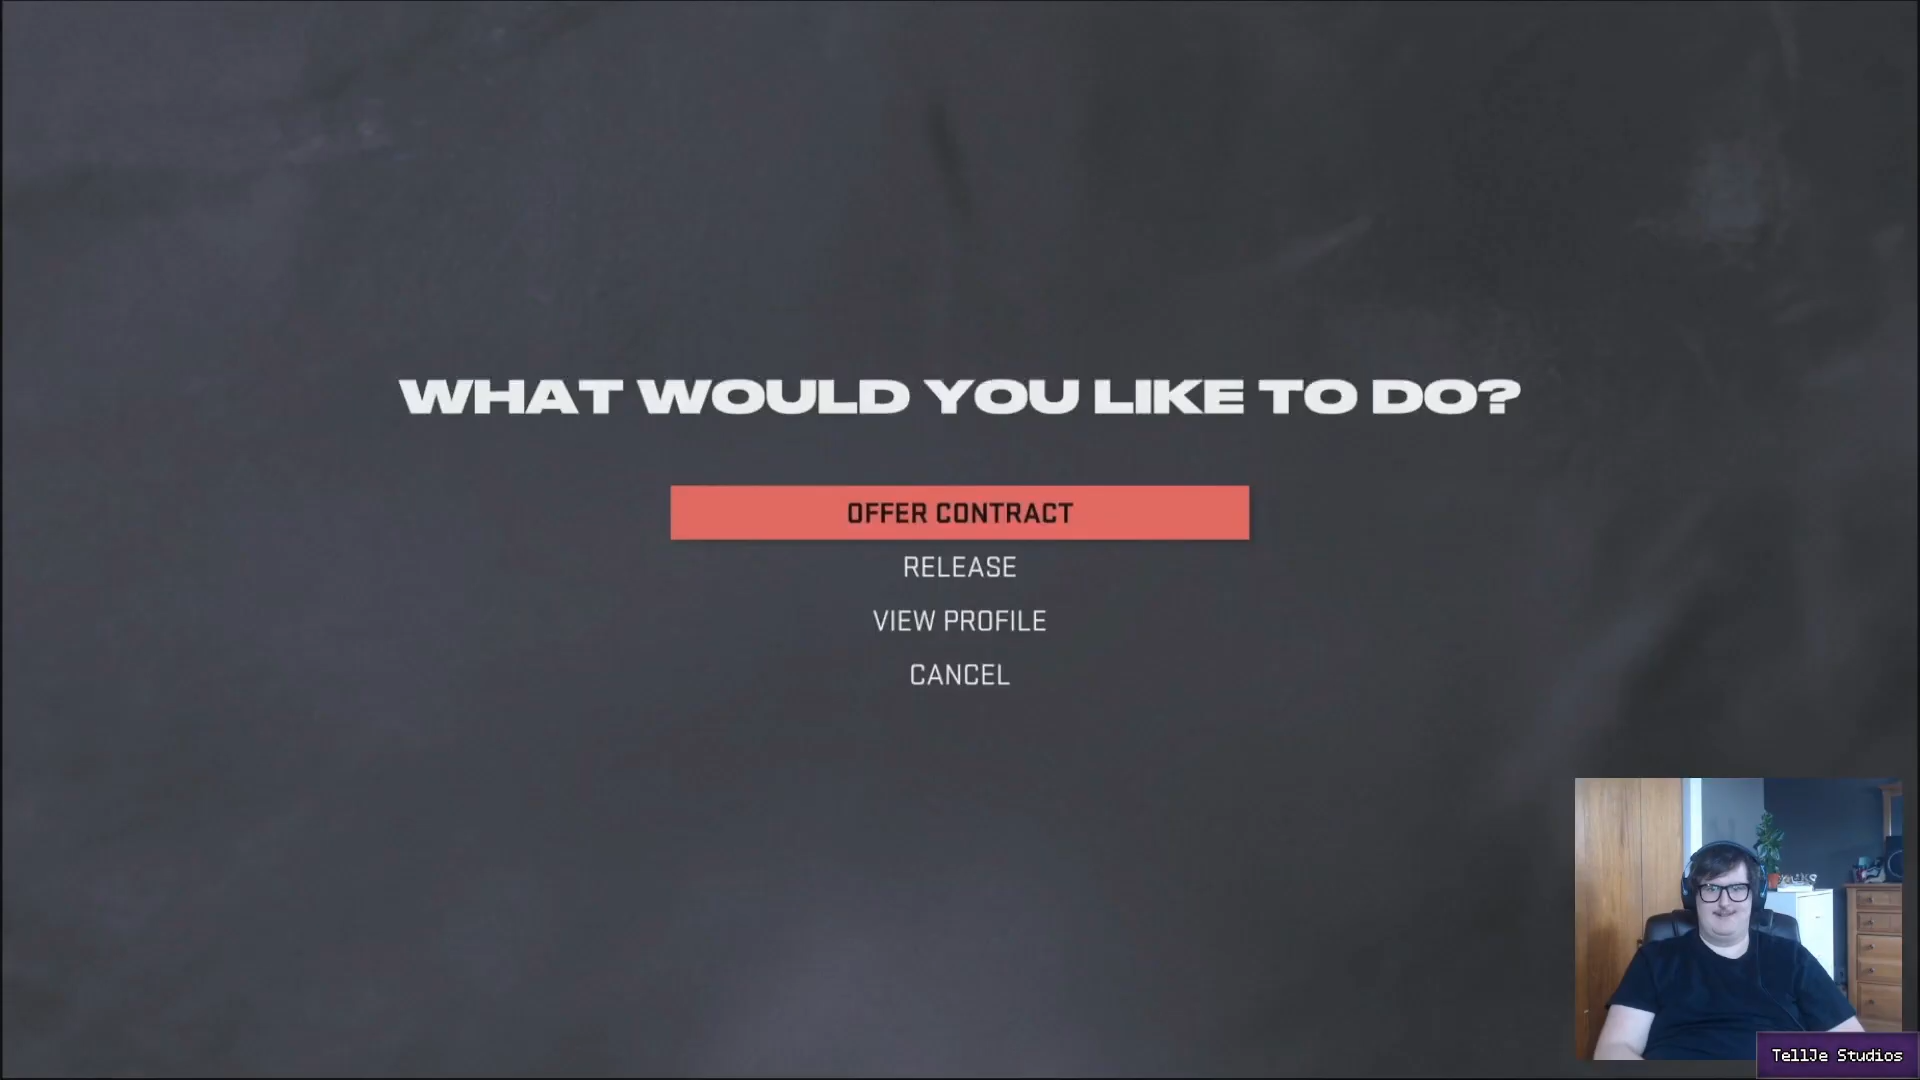 WHAT WOULD YOU LIKE TO DO?
OFFER CONTRACT
RELEASE
VIEW PROFILE
CANCEL
TellJe Studios